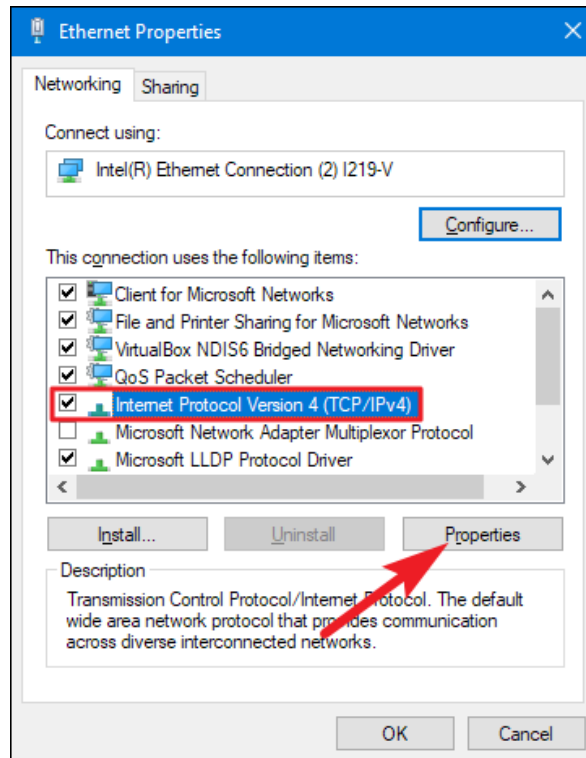 Ethernet Properties
Networking
Sharing
Connect using:
Intel(R) Ethernet Connection (2) I219-V
Configure...
This connection uses the following items:
Client for Microsoft Networks
File and Printer Sharing for Microsoft Networks
VirtualBox NDIS6 Bridged Networking Driver
QoS Packet Scheduler
Internet Protocol Version 4 (TCP/IPv4)
Microsoft Network Adapter Multiplexor Protocol
Microsoft LLDP Protocol Driver
Install...
Uninstall
Properties
Description
Transmission Control Protocol/Internet Protocol. The default
wide area network protocol that provides communication
across diverse interconnected networks.
OK
Cancel